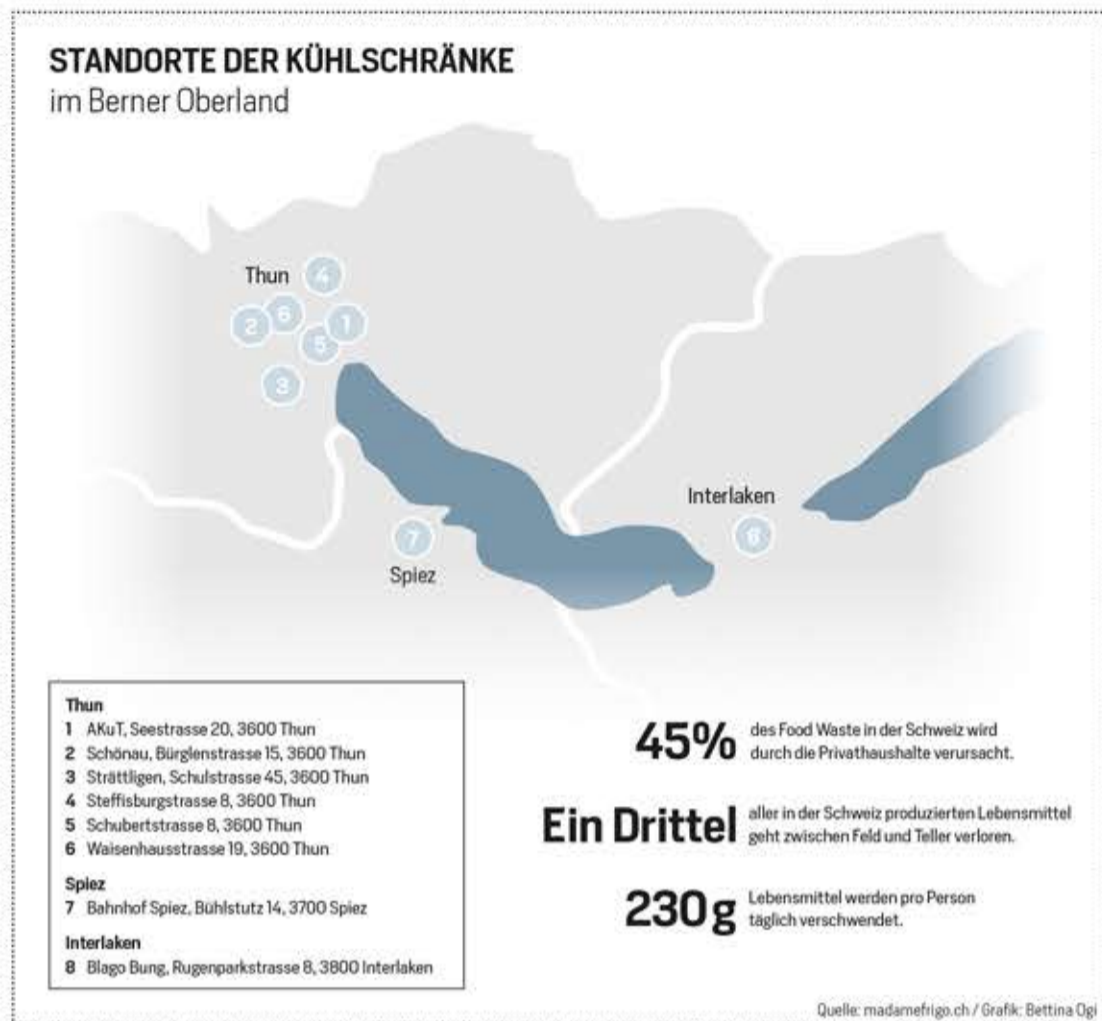 STANDORTE DER KÜHLSCHRÄNKE
im Berner Oberland
Thun
4
6
2
1
5
3
Interlaken
8
7
Spiez
Thun
1 AKuT, Seestrasse 20, 3600 Thun
2 Schönau, Bürglenstrasse 15, 3600 Thun
3 Strättligen, Schulstrasse 45, 3600 Thun
4 Steffisburgstrasse 8, 3600 Thun
5 Schubertstrasse 8, 3600 Thun
6 Waisenhausstrasse 19, 3600 Thun
Spiez
7 Bahnhof Spiez, Bühlstutz 14, 3700 Spiez
Interlaken
8 Blago Bung, Rugenparkstrasse 8, 3800 Interlaken
45% des Food Waste in der Schweiz wird
durch die Privathaushalte verursacht.
Ein Drittel aller in der Schweiz produzierten Lebensmittel
geht zwischen Feld und Teller verloren.
230 g Lebensmittel werden pro Person
täglich verschwendet.
Quelle: madamefrigo.ch / Grafik: Bettina Ogi